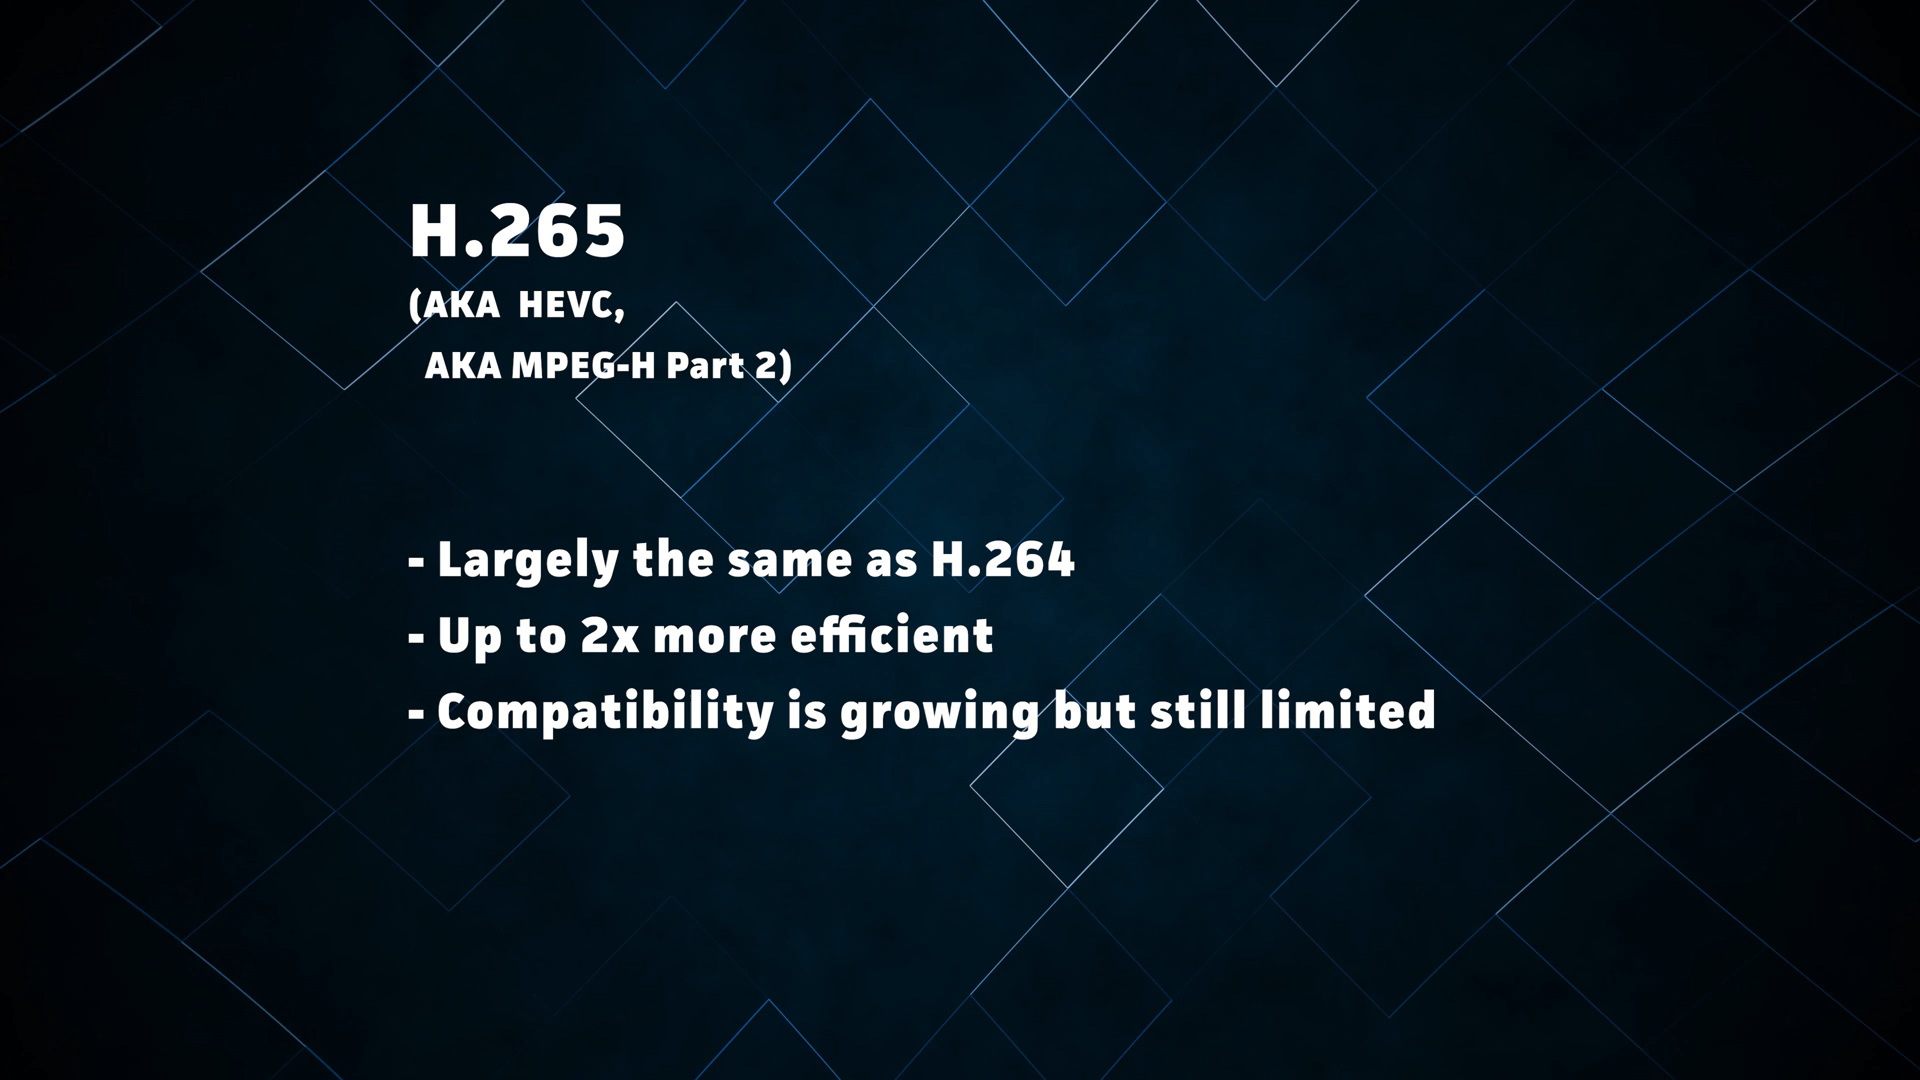 H.265
(AKA HEVC,
AKA MPEG-H Part 2)
- Largely the same as H.264
- Up to 2x more efficient
- Compatibility is growing but still limited